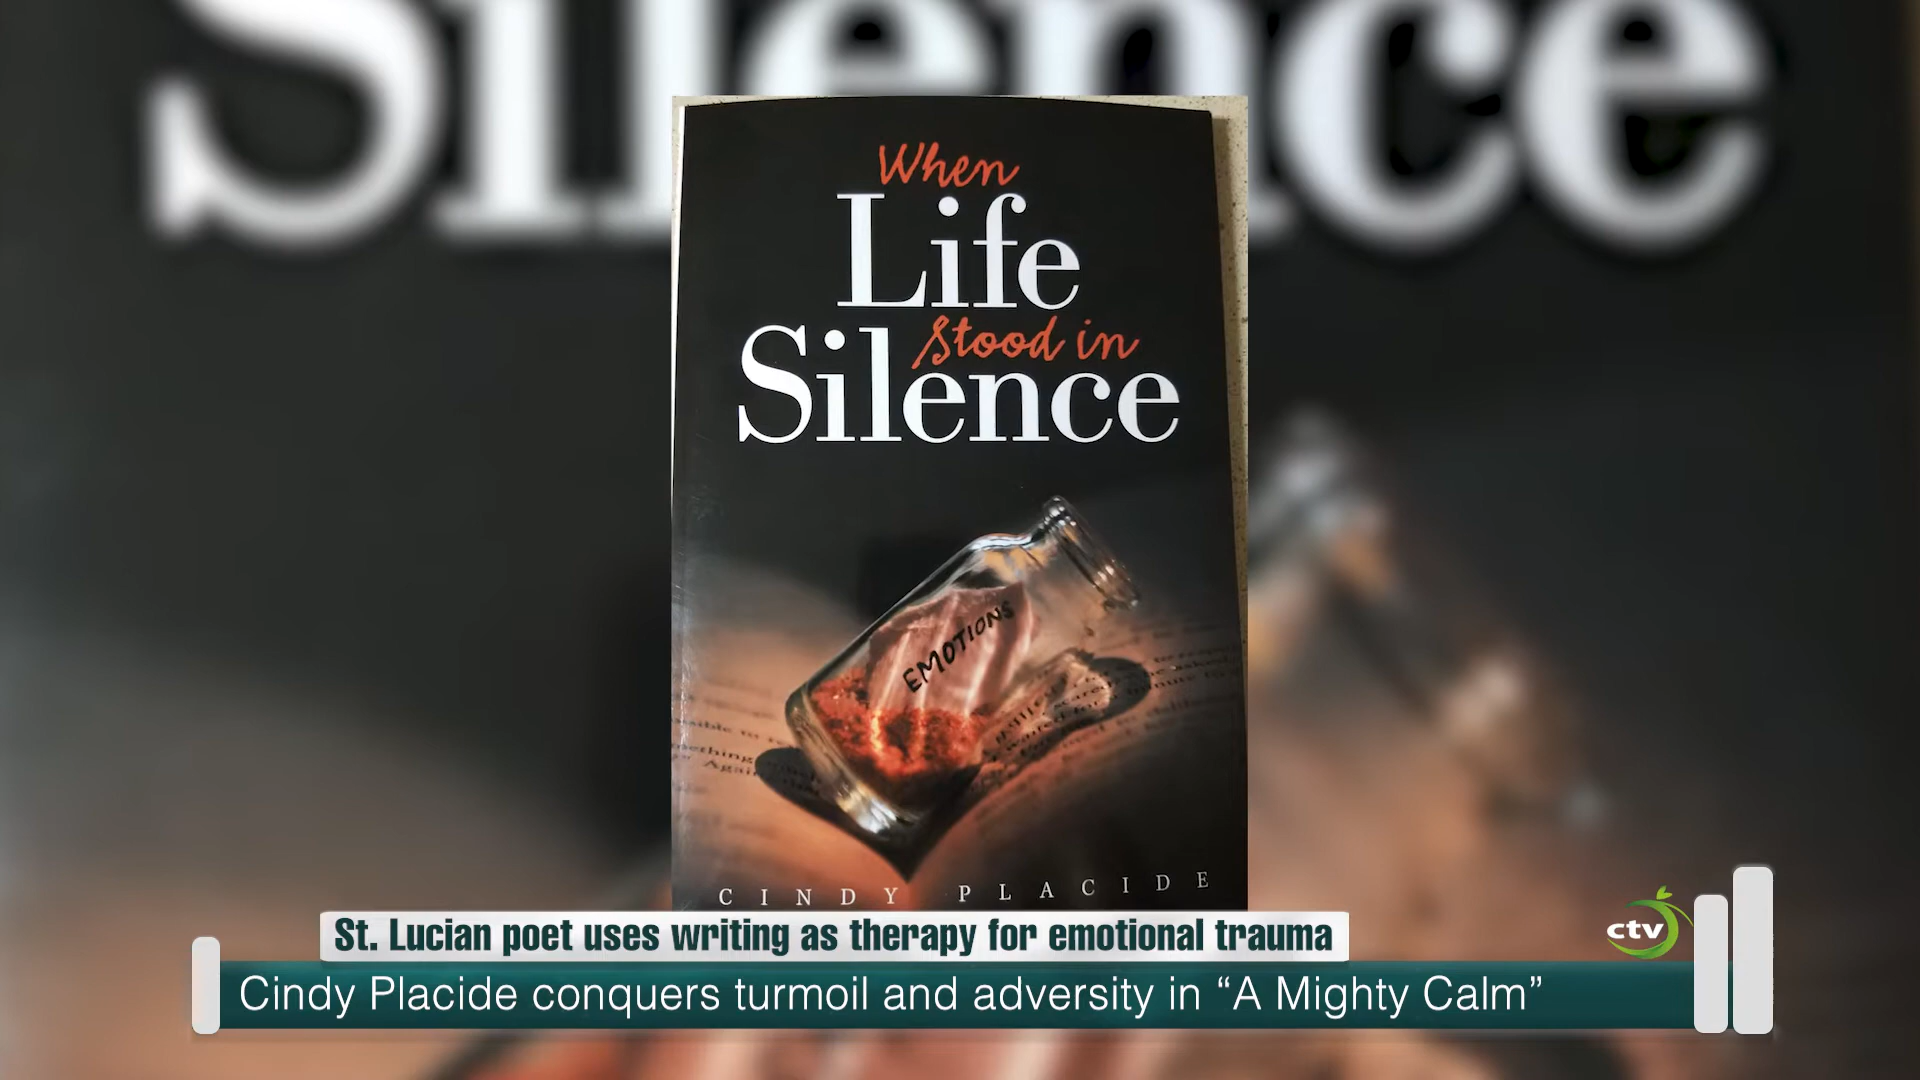 Silence
When
Life
Stood in
Silence
EMOTIONS
CINDY PLACIDE
St. Lucian poet uses writing as therapy for emotional trauma
Cindy Placide conquers turmoil and adversity in “A Mighty Calm”
ctv